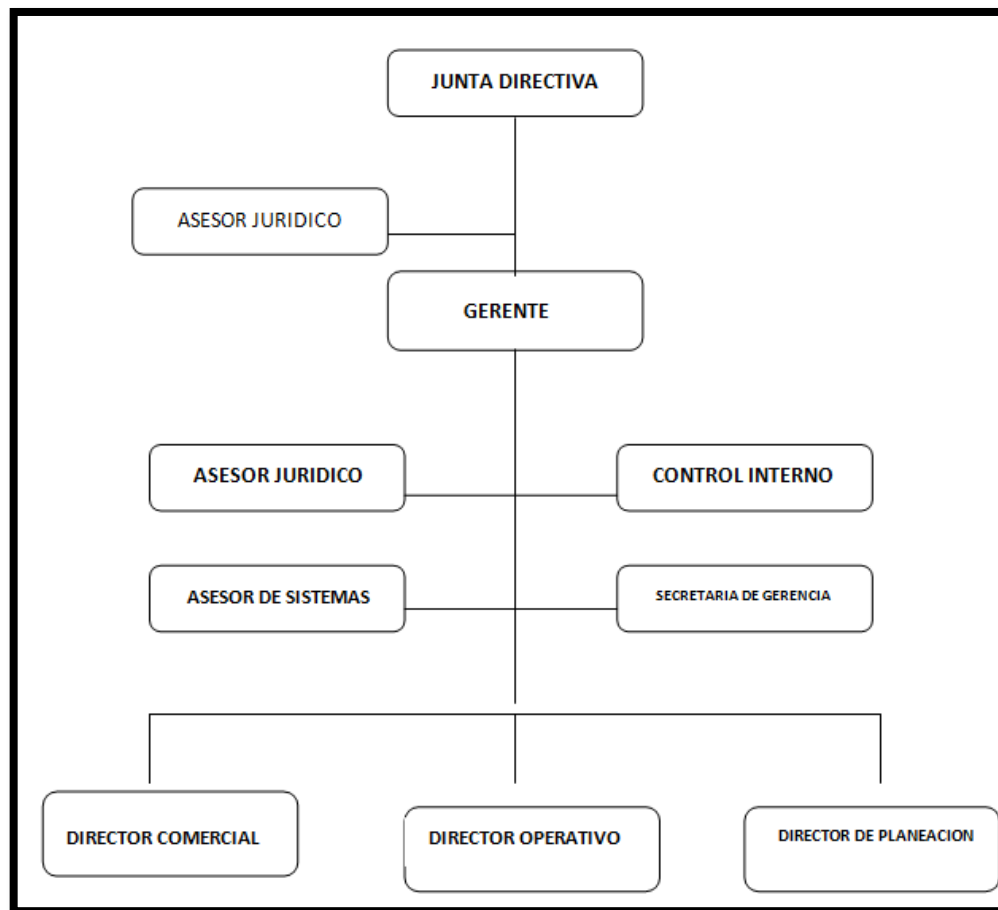 JUNTA DIRECTIVA
ASESOR JURIDICO
GERENTE
ASESOR JURIDICO
CONTROL INTERNO
ASESOR DE SISTEMAS
SECRETARIA DE GERENCIA
DIRECTOR COMERCIAL
DIRECTOR OPERATIVO
DIRECTOR DE PLANEACION